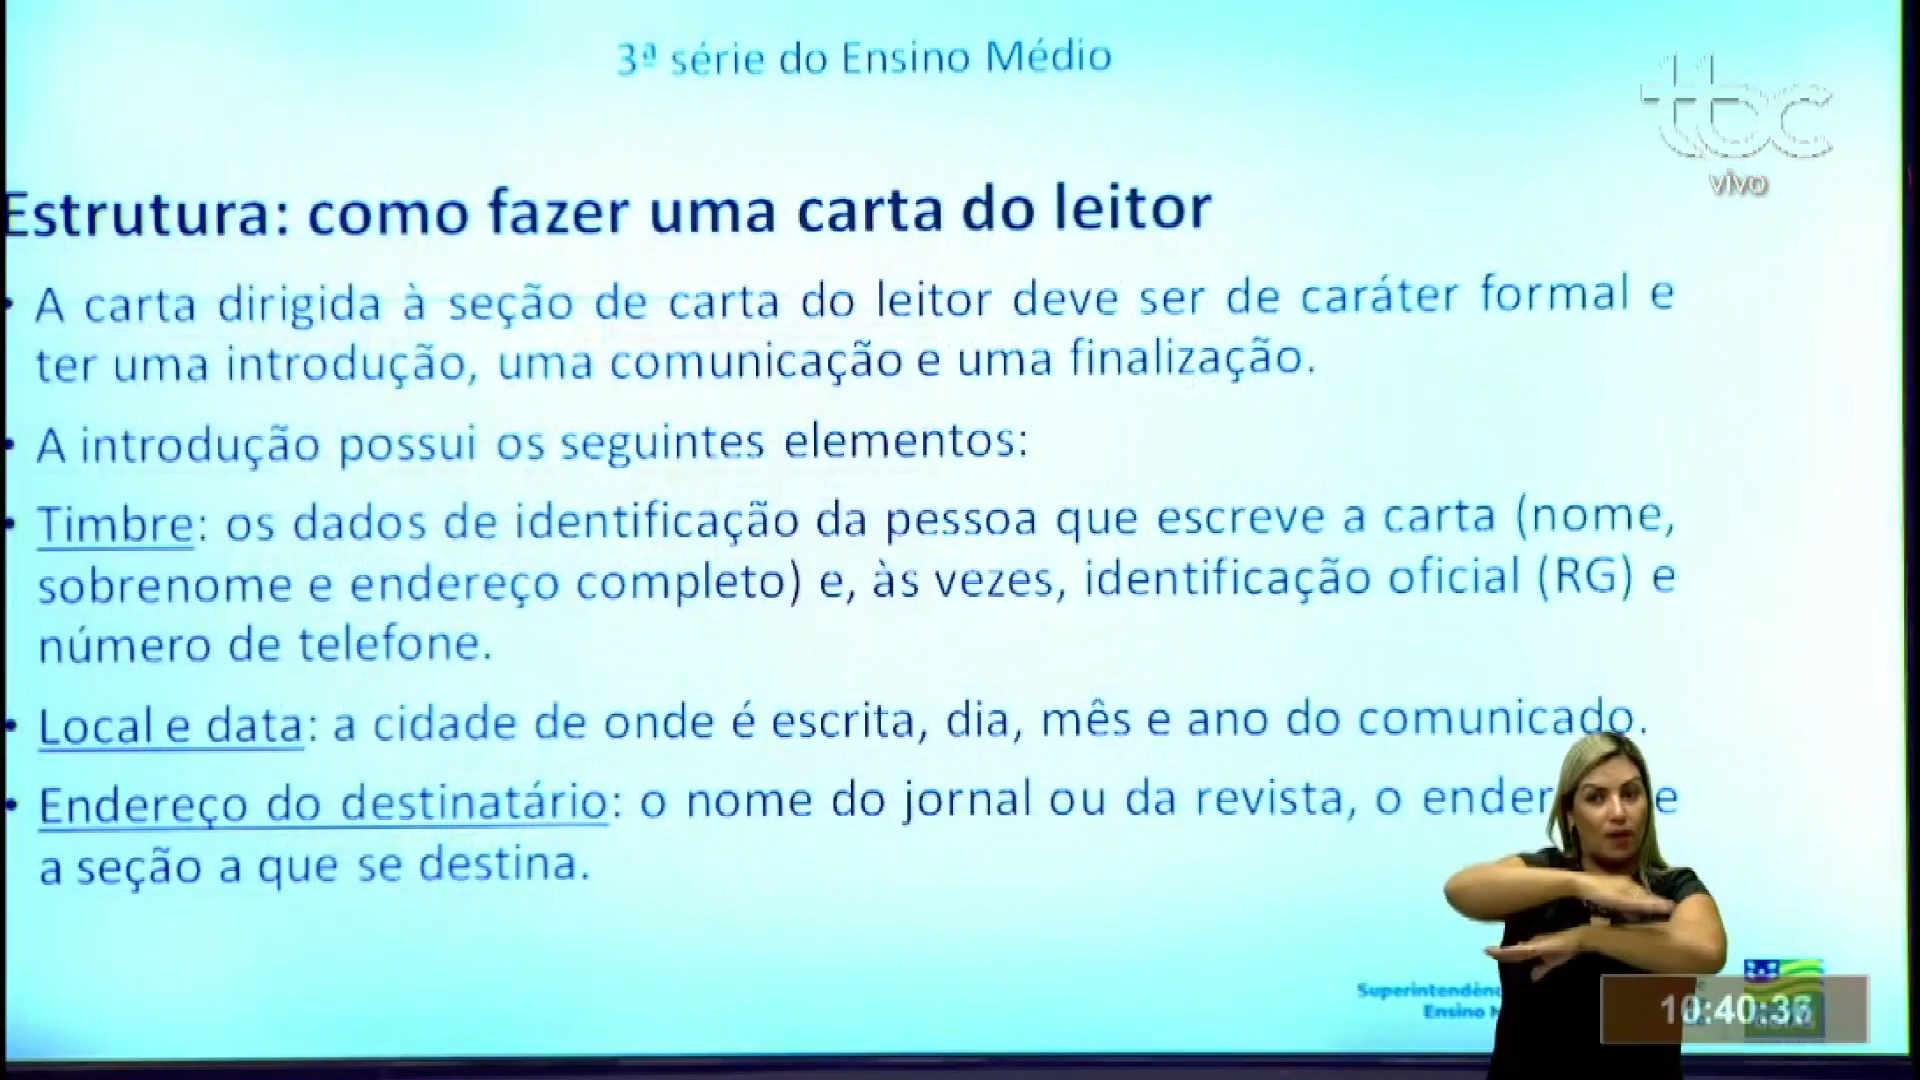 3ª série do Ensino Médio
tbc
vivo
Estrutura: como fazer uma carta do leitor
• A carta dirigida à seção de carta do leitor deve ser de caráter formal e
ter uma introdução, uma comunicação e uma finalização.
• A introdução possui os seguintes elementos:
• Timbre: os dados de identificação da pessoa que escreve a carta (nome,
sobrenome e endereço completo) e, às vezes, identificação oficial (RG) e
número de telefone.
• Local e data: a cidade de onde é escrita, dia, mês e ano do comunicado.
• Endereço do destinatário: o nome do jornal ou da revista, o ender e
a seção a que se destina.
Ensino
10:40:36